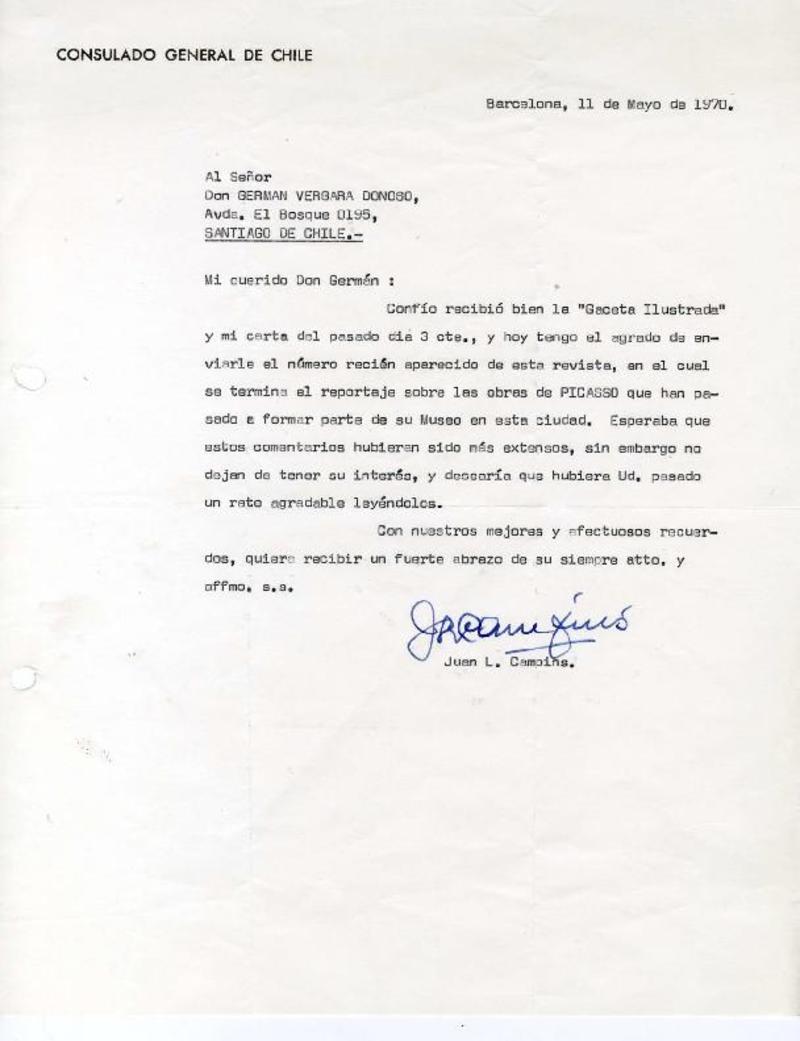 CONSULADO GENERAL DE CHILE
Barcelona, 11 de Mayo de 1970.
Al Señor
Don GERMAN VERGARA DONOSO,
Avda. El Bosque 0195,
SANTIAGO DE CHILE.-
Mi querido Don Germán :
Confío recibió bien la "Gaceta Ilustrada"
y mi carta del pasado dia 3 cte., y hoy tengo el agrado de en-
viarle el número recién aparecido de esta revista, en el cual
se termina el reportaje sobre las obras de PICASSO que han pa-
sado a formar parte de su Museo en esta ciudad. Esperaba que
estos comentarios hubieran sido más extensos, sin embargo no
dejan de tener su interés, y desearía que hubiera Ud. pasado
un rato agradable leyéndolos.
Con nuestros mejores y afectuosos recuer-
dos, quiera recibir un fuerte abrazo de su siempre atto. y
affmo. s.s.
Juan L. Campins.